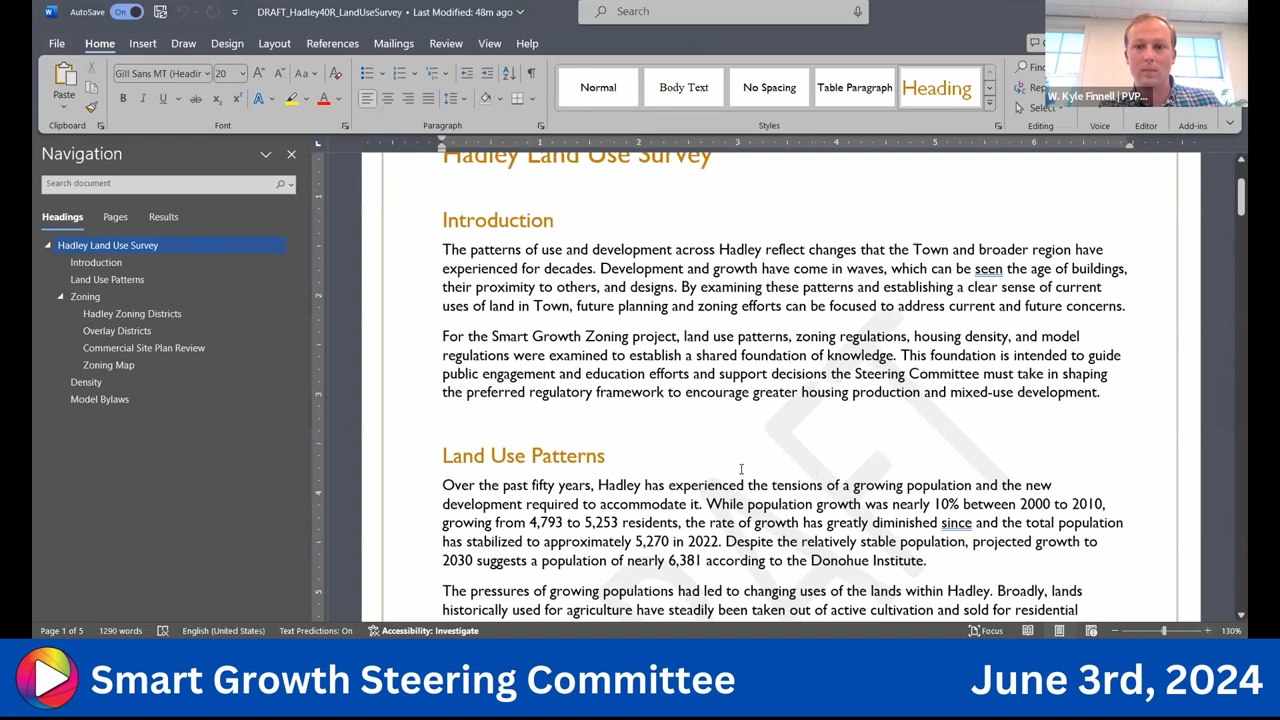 AutoSave On DRAFT_Hadley40R_LandUseSurvey • Last Modified: 48m ago Search
File Home Insert Draw Design Layout References Mailings Review View Help
Paste
Gill Sans MT (Headir 20 Aa
Normal Body Text No Spacing Table Paragraph Heading
B I U ab x₂ x² A A
W. Kyle Finnell | PVP...
Clipboard Font Paragraph Styles Editing Voice Editor Add-ins
Navigation
Search document
Headings Pages Results
Hadley Land Use Survey
Introduction
Land Use Patterns
Zoning
Hadley Zoning Districts
Overlay Districts
Commercial Site Plan Review
Zoning Map
Density
Model Bylaws
1 2 3 4 5 6 7
Hadley Land Use Survey
Introduction
The patterns of use and development across Hadley reflect changes that the Town and broader region have
experienced for decades. Development and growth have come in waves, which can be seen the age of buildings,
their proximity to others, and designs. By examining these patterns and establishing a clear sense of current
uses of land in Town, future planning and zoning efforts can be focused to address current and future concerns.
For the Smart Growth Zoning project, land use patterns, zoning regulations, housing density, and model
regulations were examined to establish a shared foundation of knowledge. This foundation is intended to guide
public engagement and education efforts and support decisions the Steering Committee must take in shaping
the preferred regulatory framework to encourage greater housing production and mixed-use development.
Land Use Patterns
Over the past fifty years, Hadley has experienced the tensions of a growing population and the new
development required to accommodate it. While population growth was nearly 10% between 2000 to 2010,
growing from 4,793 to 5,253 residents, the rate of growth has greatly diminished since and the total population
has stabilized to approximately 5,270 in 2022. Despite the relatively stable population, projected growth to
2030 suggests a population of nearly 6,381 according to the Donohue Institute.
The pressures of growing populations had led to changing uses of the lands within Hadley. Broadly, lands
historically used for agriculture have steadily been taken out of active cultivation and sold for residential
Page 1 of 5 1290 words English (United States) Text Predictions: On Accessibility: Investigate Focus 130%
Smart Growth Steering Committee June 3rd, 2024